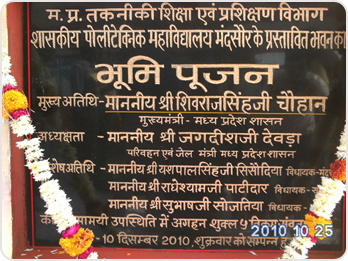 म. प्र. तकनीकी शिक्षा एवं प्रशिक्षण विभाग
शासकीय पोलीटेक्निक महाविद्यालय मंदसौर के प्रस्तावित भवन का
भूमि पूजन
मुख्य अतिथि - माननीय श्री शिवराजसिंहजी चौहान
मुख्यमंत्री - मध्य प्रदेश शासन
अध्यक्षता - माननीय श्री जगदीशजी देवड़ा
परिवहन एवं जेल मंत्री मध्य प्रदेश शासन
अतिथि - माननीय श्री यशपालसिंहजी सिसौदिया विधायक
माननीय श्री राधेश्यामजी पाटीदार विधायक
माननीय श्री सुभाषजी सोजतिया
उपस्थिति में अगहन शुक्ल ५
10 दिसम्बर 2010, शुक्रवार को सम्पन्न
2010 10 25